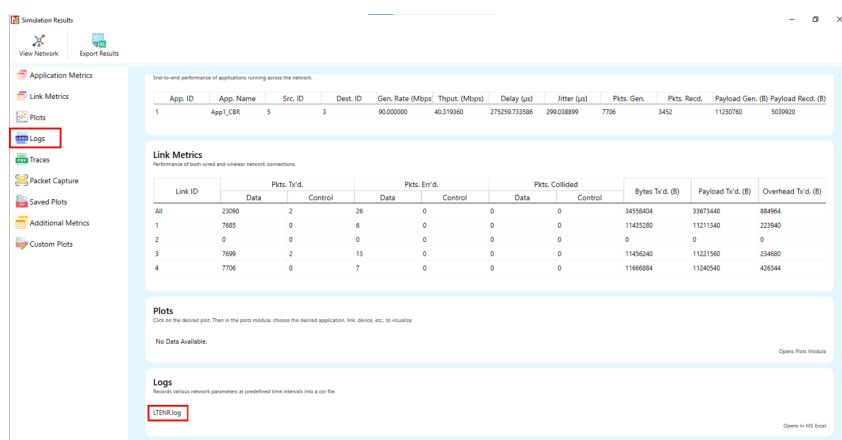 Simulation Results
View Network Export Results
Application Metrics
Link Metrics
Plots
Logs
Traces
Packet Capture
Saved Plots
Additional Metrics
Custom Plots
End-to-end performance of applications running across the network.
App. ID App. Name Src. ID Dest. ID Gen. Rate (Mbps) Thput. (Mbps) Delay (µs) Jitter (µs) Pkts. Gen. Pkts. Recd. Payload Gen. (B) Payload Recd. (B)
1 App1_CBR 5 3 90.000000 40.319360 275259.733586 299.038899 7706 3452 11250760 5039920
Link Metrics
Performance of both wired and wireless network connections.
Link ID Pkts. Tx'd. Pkts. Err'd. Pkts. Collided Bytes Tx'd. (B) Payload Tx'd. (B) Overhead Tx'd. (B)
Data Control Data Control Data Control
All 23090 2 26 0 0 0 34558404 33673440 884964
1 7685 0 6 0 0 0 11435280 11211340 223940
2 0 0 0 0 0 0 0 0 0
3 7699 2 13 0 0 0 11456240 11221560 234680
4 7706 0 7 0 0 0 11666884 11240540 426344
Plots
Click on the desired plot. Then in the plots module, choose the desired application, link, device, etc., to visualize.
No Data Available.
Opens Plots Module
Logs
Records various network parameters at predefined time intervals into a csv file.
LTENR.log
Opens in MS Excel